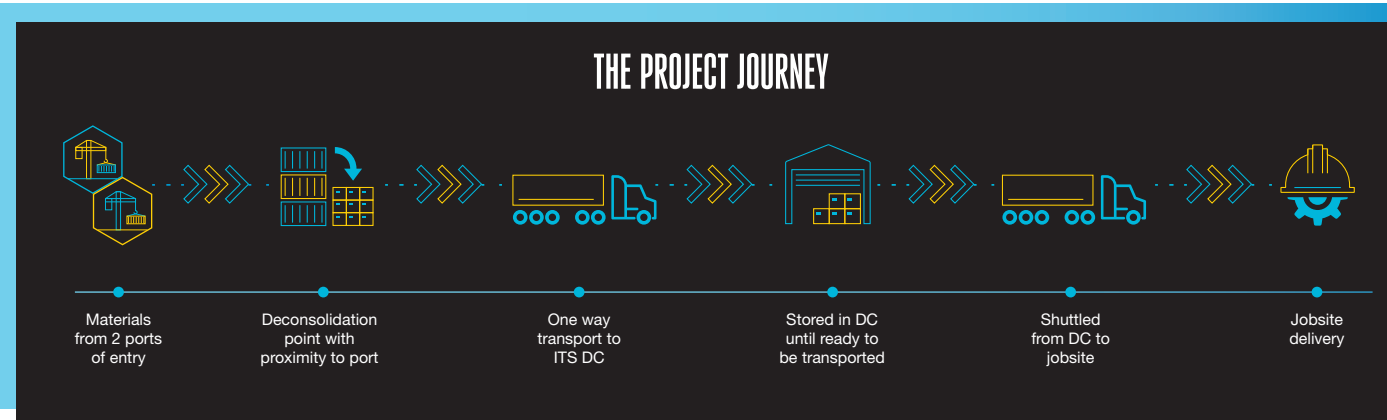 THE PROJECT JOURNEY
Materials
from 2 ports
of entry
Deconsolidation
point with
proximity to port
One way
transport to
ITS DC
Stored in DC
until ready to
be transported
Shuttled
from DC to
jobsite
Jobsite
delivery